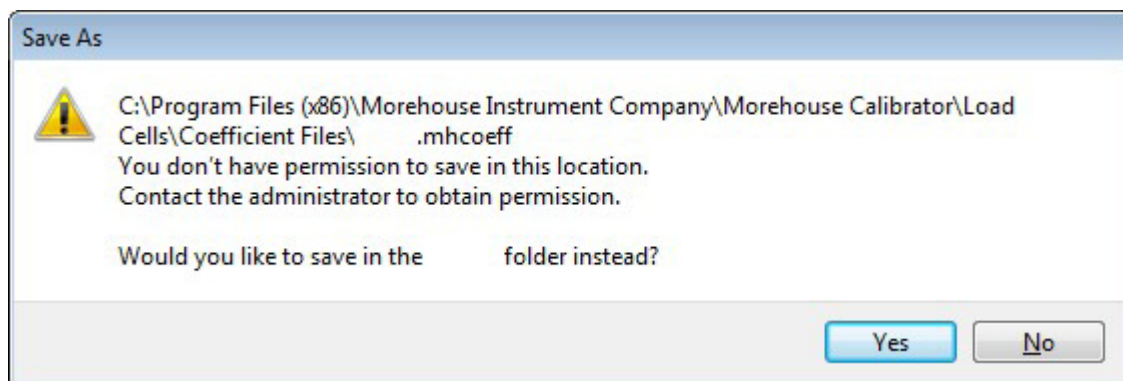 Save As
C:\Program Files (x86)\Morehouse Instrument Company\Morehouse Calibrator\Load
Cells\Coefficient Files\ .mhcoeff
You don't have permission to save in this location.
Contact the administrator to obtain permission.
Would you like to save in the folder instead?
Yes No